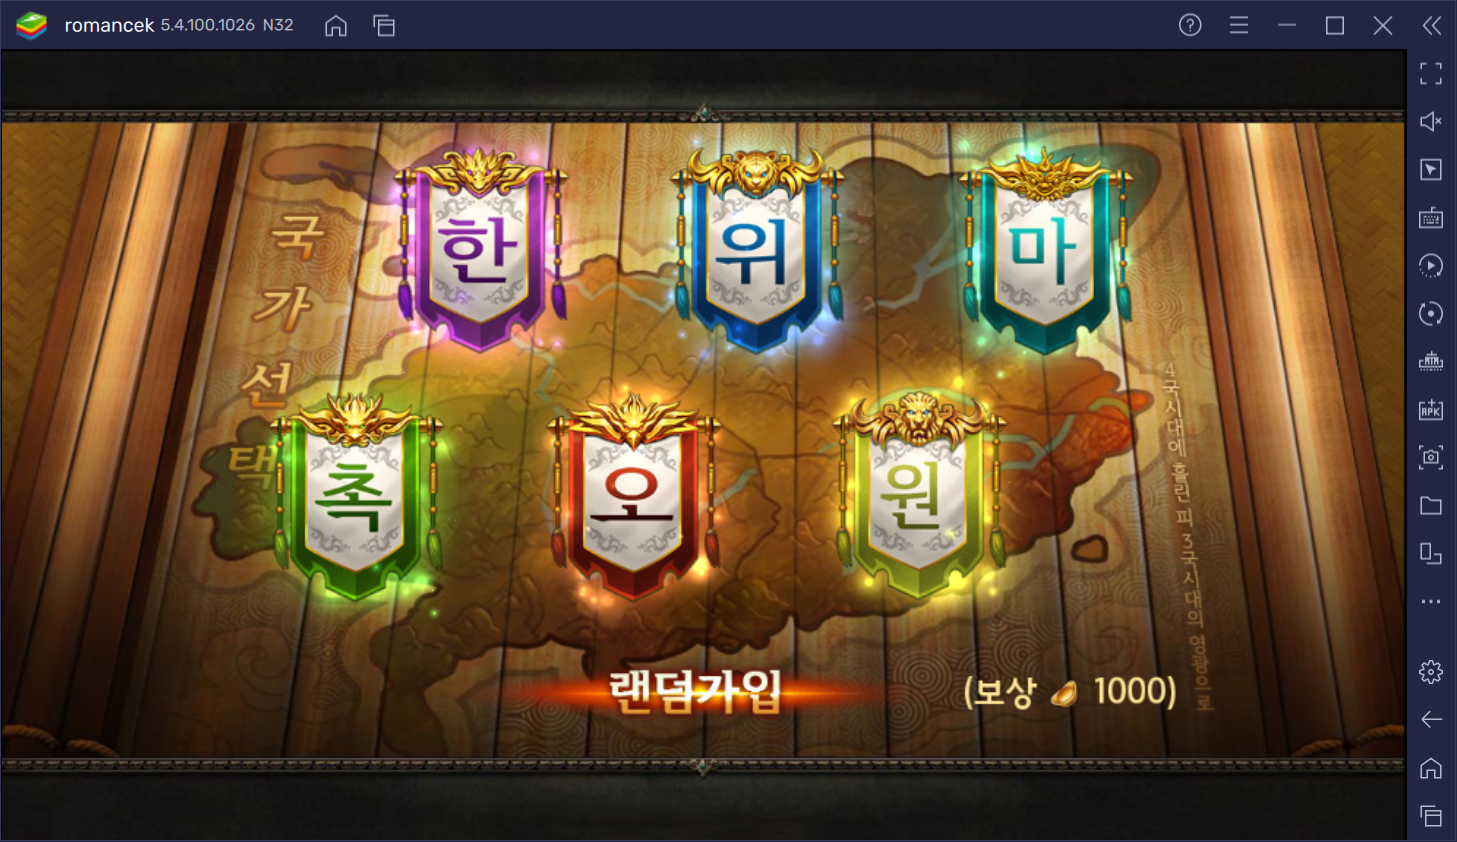 romancek 5.4.100.1026 N32
국가선택
한
위
마
촉
오
원
4국시대에 흘린 피 3국시대의 영광으로
랜덤가입
(보상 1000)